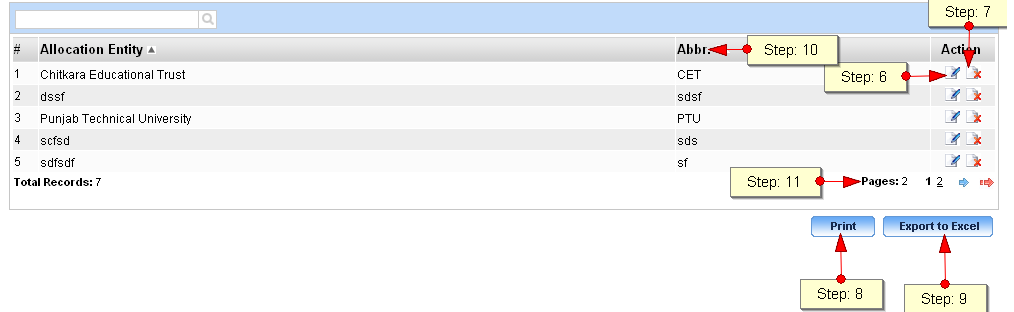 Step: 7
# Allocation Entity Abbr. Step: 10 Action
1 Chitkara Educational Trust CET Step: 6
2 dssf sdsf
3 Punjab Technical University PTU
4 scfsd sds
5 sdfsdf sf
Total Records: 7 Step: 11 Pages: 2 1 2
Print Export to Excel
Step: 8 Step: 9